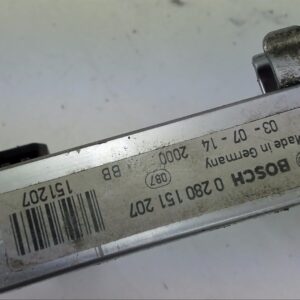 Made in Germany
03 - 07 - 14
2000
BB
087
BOSCH 0 280 151 207
151207